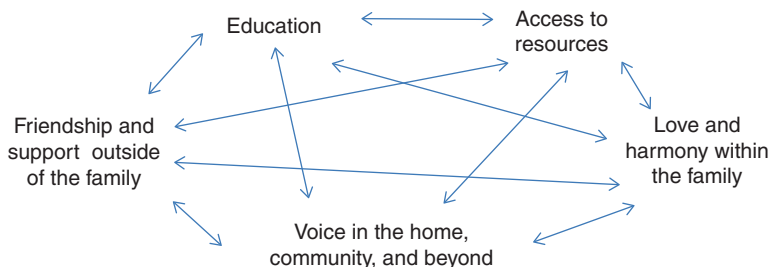 Education
Access to
resources
Friendship and
support outside
of the family
Love and
harmony within
the family
Voice in the home,
community, and beyond